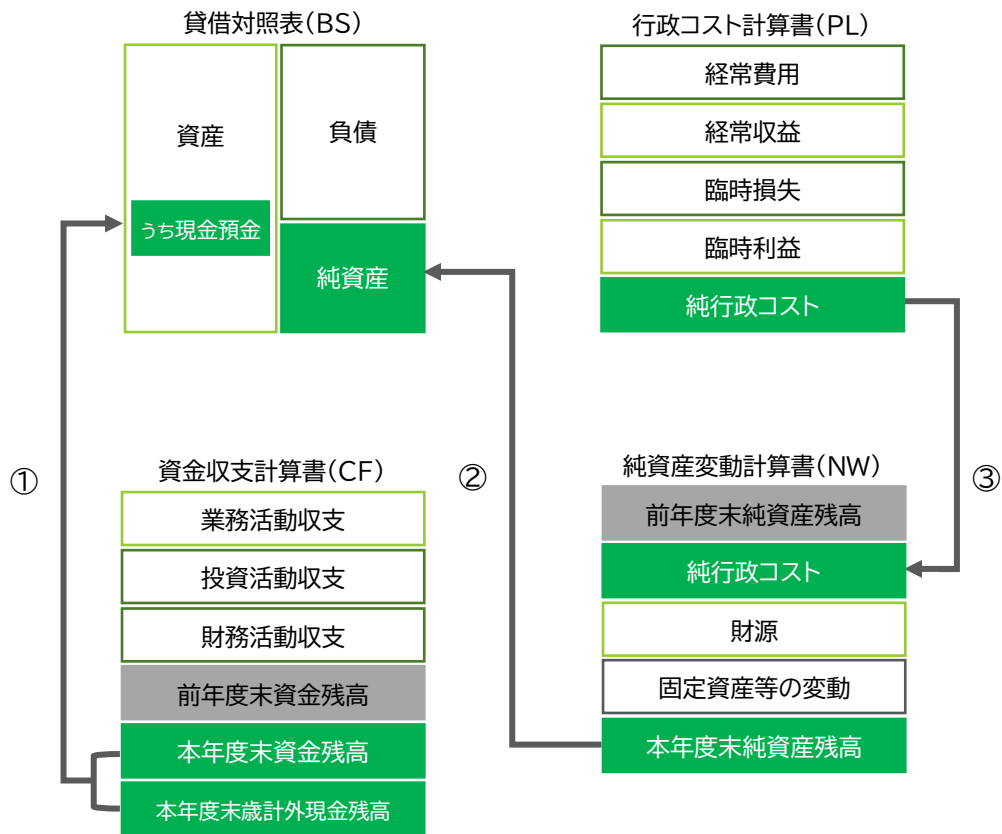 貸借対照表(BS)
資産
うち現金預金
負債
純資産
行政コスト計算書(PL)
経常費用
経常収益
臨時損失
臨時利益
純行政コスト
①
資金収支計算書(CF)
業務活動収支
投資活動収支
財務活動収支
前年度末資金残高
本年度末資金残高
本年度末歳計外現金残高
②
純資産変動計算書(NW)
前年度末純資産残高
純行政コスト
財源
固定資産等の変動
本年度末純資産残高
③